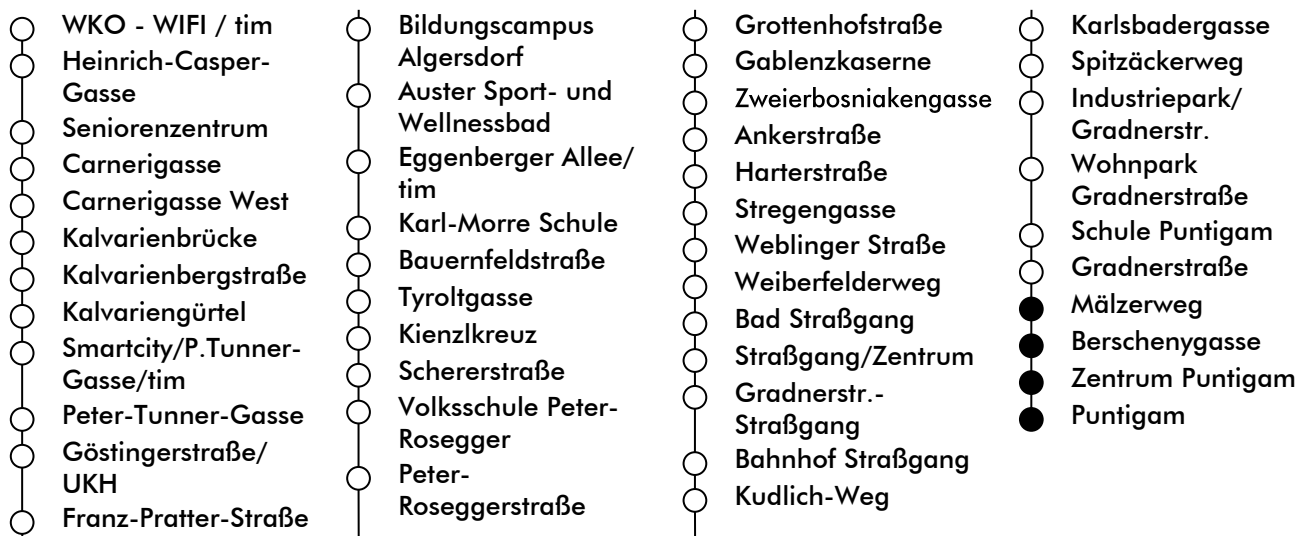 WKO - WIFI / tim
Heinrich-Casper-
Gasse
Seniorenzentrum
Carnerigasse
Carnerigasse West
Kalvarienbrücke
Kalvarienbergstraße
Kalvariengürtel
Smartcity/P.Tunner-
Gasse/tim
Peter-Tunner-Gasse
Göstingerstraße/
UKH
Franz-Pratter-Straße
Bildungscampus
Algersdorf
Auster Sport- und
Wellnessbad
Eggenberger Allee/
tim
Karl-Morre Schule
Bauernfeldstraße
Tyroltgasse
Kienzlkreuz
Schererstraße
Volksschule Peter-
Rosegger
Peter-
Roseggerstraße
Grottenhofstraße
Gablenzkaserne
Zweierbosniakengasse
Ankerstraße
Harterstraße
Stregengasse
Weblinger Straße
Weiberfelderweg
Bad Straßgang
Straßgang/Zentrum
Gradnerstr.-
Straßgang
Bahnhof Straßgang
Kudlich-Weg
Karlsbadergasse
Spitzäckerweg
Industriepark/
Gradnerstr.
Wohnpark
Gradnerstraße
Schule Puntigam
Gradnerstraße
Mälzerweg
Berschenygasse
Zentrum Puntigam
Puntigam